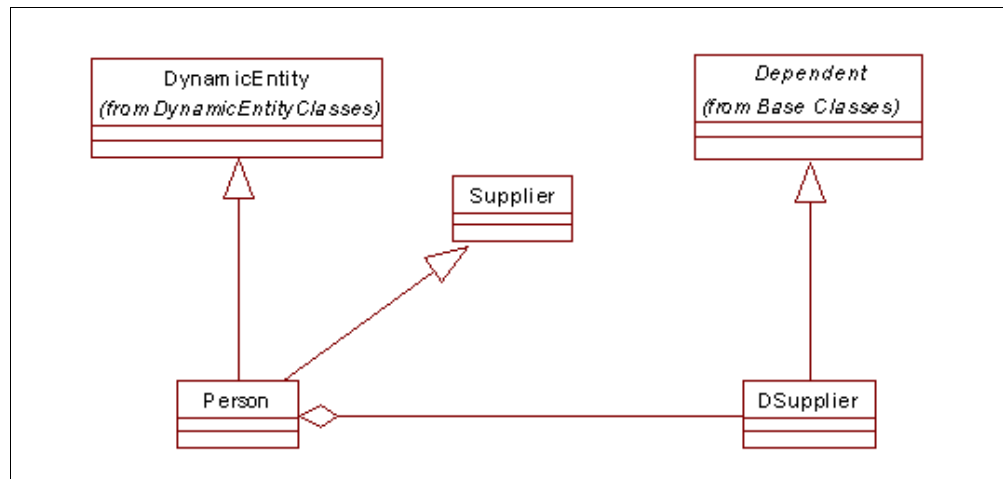 DynamicEntity
(from DynamicEntityClasses)
Dependent
(from Base Classes)
Supplier
Person
DSupplier